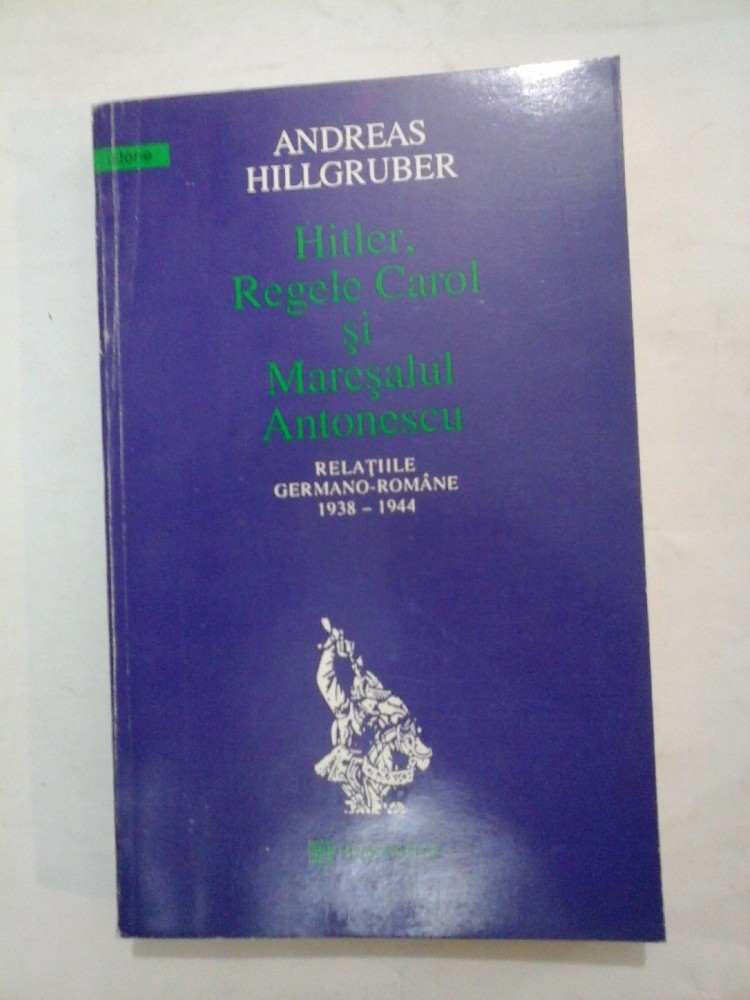 istorie
ANDREAS
HILLGRUBER
Hitler,
Regele Carol
şi
Mareşalul
Antonescu
RELAŢIILE
GERMANO-ROMÂNE
1938 – 1944